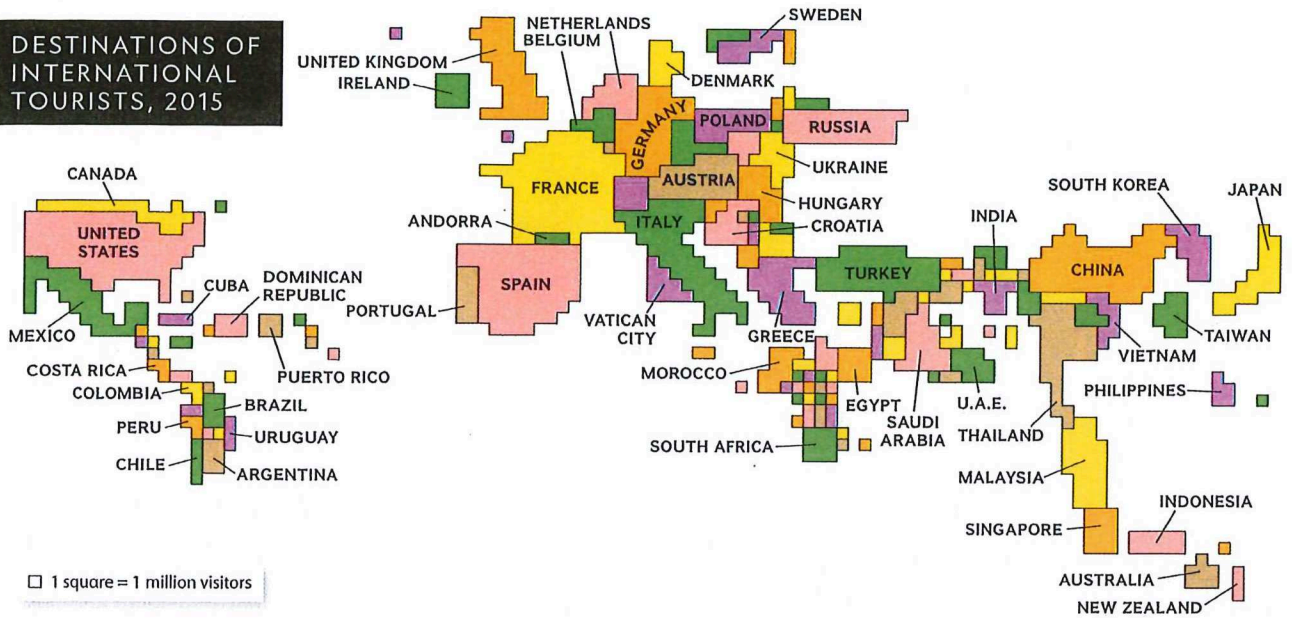 DESTINATIONS OF
INTERNATIONAL
TOURISTS, 2015
SWEDEN
NETHERLANDS
BELGIUM
UNITED KINGDOM
IRELAND
DENMARK
GERMANY
POLAND
RUSSIA
UKRAINE
FRANCE
AUSTRIA
HUNGARY
CROATIA
ANDORRA
ITALY
SPAIN
PORTUGAL
VATICAN
CITY
GREECE
TURKEY
INDIA
CHINA
SOUTH KOREA
JAPAN
TAIWAN
VIETNAM
PHILIPPINES
CANADA
UNITED
STATES
MEXICO
CUBA
DOMINICAN
REPUBLIC
PUERTO RICO
COSTA RICA
COLOMBIA
BRAZIL
PERU
URUGUAY
CHILE
ARGENTINA
MOROCCO
EGYPT
SAUDI
ARABIA
U.A.E.
SOUTH AFRICA
THAILAND
MALAYSIA
SINGAPORE
INDONESIA
AUSTRALIA
NEW ZEALAND
1 square = 1 million visitors